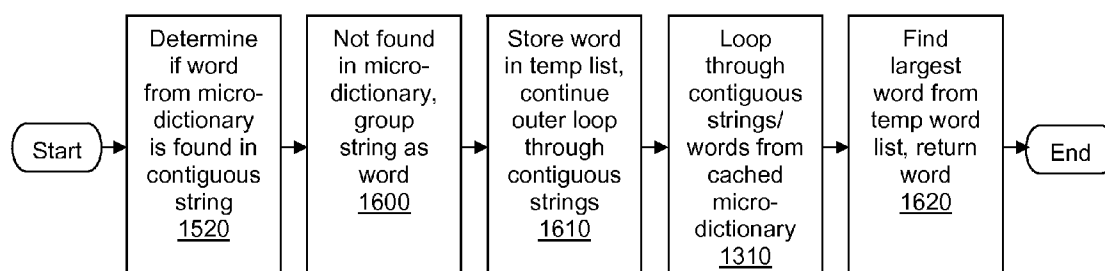 Start
Determine
if word
from micro-
dictionary
is found in
contiguous
string
1520
Not found
in micro-
dictionary,
group
string as
word
1600
Store word
in temp list,
continue
outer loop
through
contiguous
strings
1610
Loop
through
contiguous
strings/
words from
cached
micro-
dictionary
1310
Find
largest
word from
temp word
list, return
word
1620
End